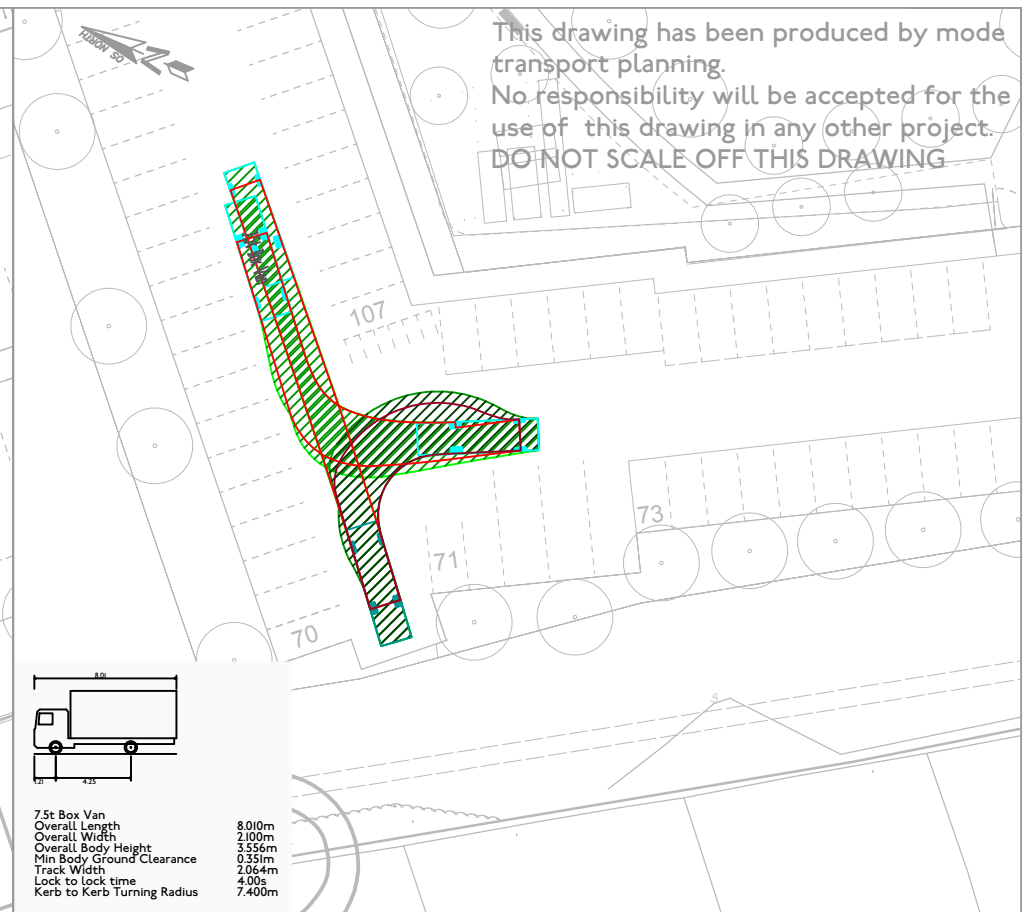 This drawing has been produced by mode
transport planning.
No responsibility will be accepted for the
use of this drawing in any other project.
DO NOT SCALE OFF THIS DRAWING
OS NORTH
107
73
71
70
8.01
1.21
4.25
7.5t Box Van
Overall Length 8.010m
Overall Width 2.100m
Overall Body Height 3.556m
Min Body Ground Clearance 0.351m
Track Width 2.064m
Lock to lock time 4.00s
Kerb to Kerb Turning Radius 7.400m